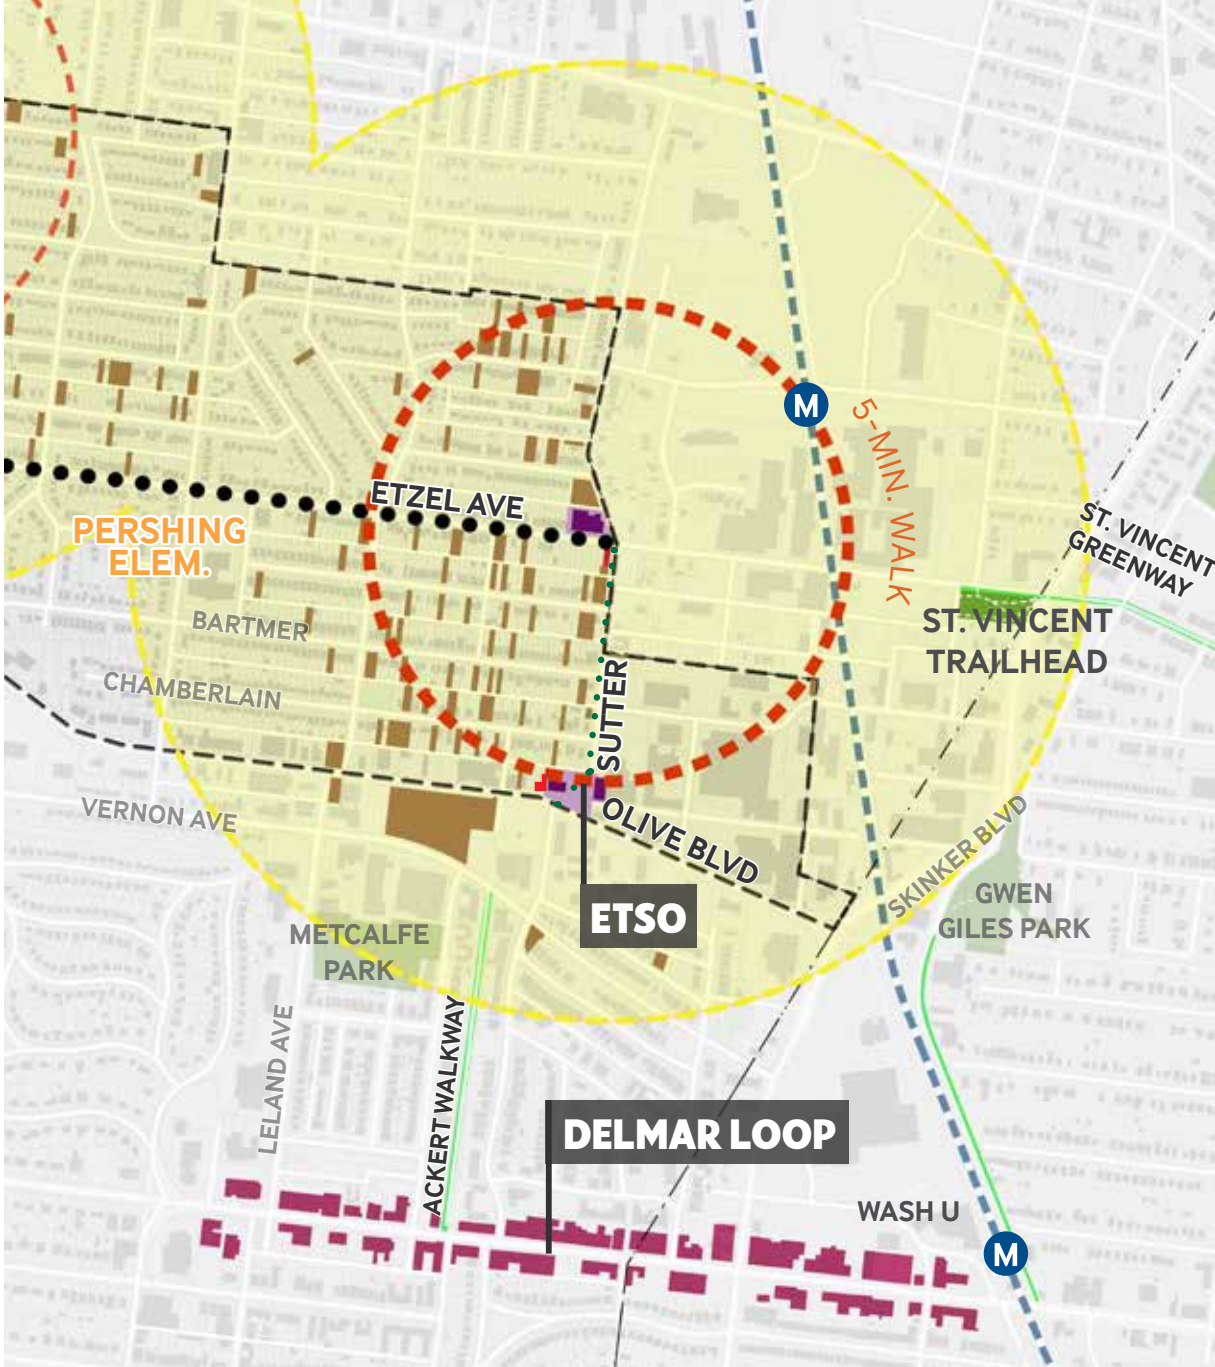 M
5-MIN. WALK
ETZEL AVE
PERSHING
ELEM.
ST. VINCENT
GREENWAY
ST. VINCENT
TRAILHEAD
BARTMER
CHAMBERLAIN
SUTTER
VERNON AVE
OLIVE BLVD
SKINKER BLVD
ETSO
GWEN
GILES PARK
METCALFE
PARK
LELAND AVE
ACKERT WALKWAY
DELMAR LOOP
WASH U
M